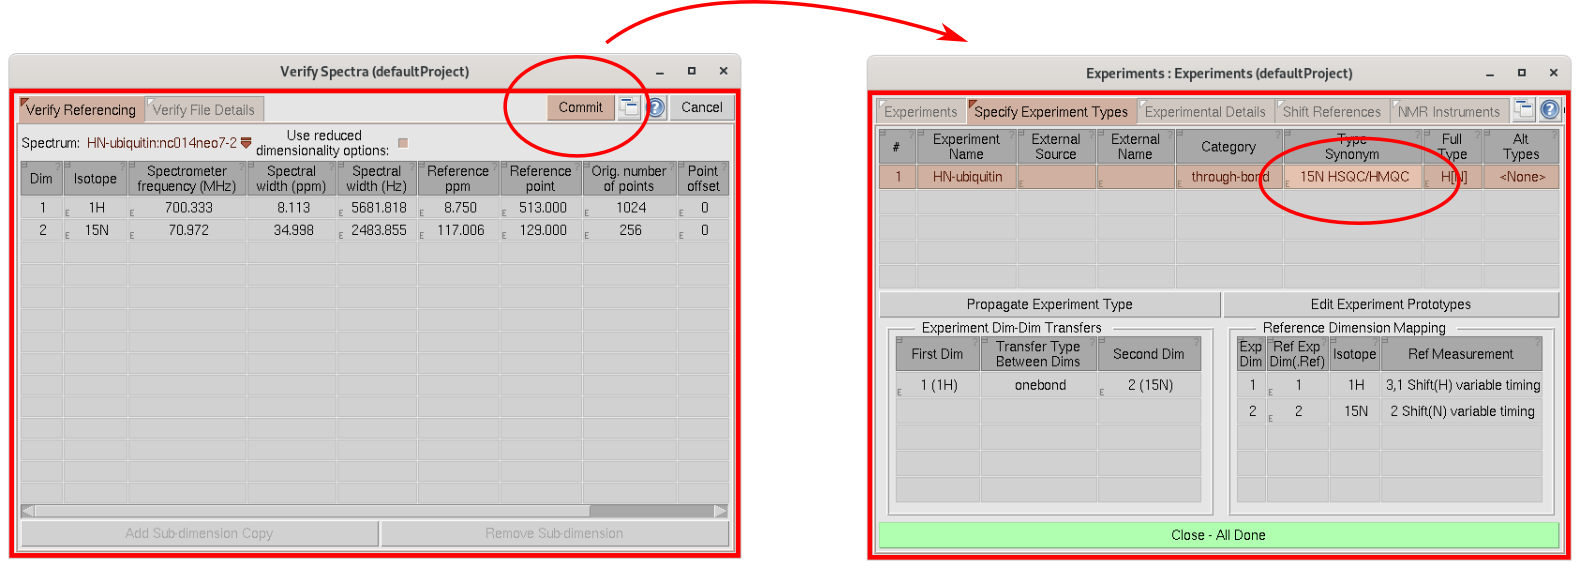 Verify Spectra (defaultProject)
Verify Referencing Verify File Details Commit Cancel
Spectrum: HN-ubiquitin:nc014neo7-2 Use reduced
dimensionality options:
Dim Isotope Spectrometer frequency (MHz) Spectral width (ppm) Spectral width (Hz) Reference ppm Reference point Orig. number of points Point offset
1 1H 700.333 8.113 5681.818 8.750 513.000 1024 0
2 15N 70.972 34.998 2483.855 117.006 129.000 256 0
Add Sub-dimension Copy Remove Sub-dimension
Experiments : Experiments (defaultProject)
Experiments Specify Experiment Types Experimental Details Shift References NMR Instruments
# Experiment Name External Source External Name Category Type Synonym Full Type Alt Types
1 HN-ubiquitin through-bond 15N HSQC/HMQC H[N] <None>
Propagate Experiment Type Edit Experiment Prototypes
Experiment Dim-Dim Transfers
First Dim Transfer Type Between Dims Second Dim
1 (1H) onebond 2 (15N)
Reference Dimension Mapping
Exp Dim Ref Exp Dim(.Ref) Isotope Ref Measurement
1 1 1H 3,1 Shift(H) variable timing
2 2 15N 2 Shift(N) variable timing
Close - All Done